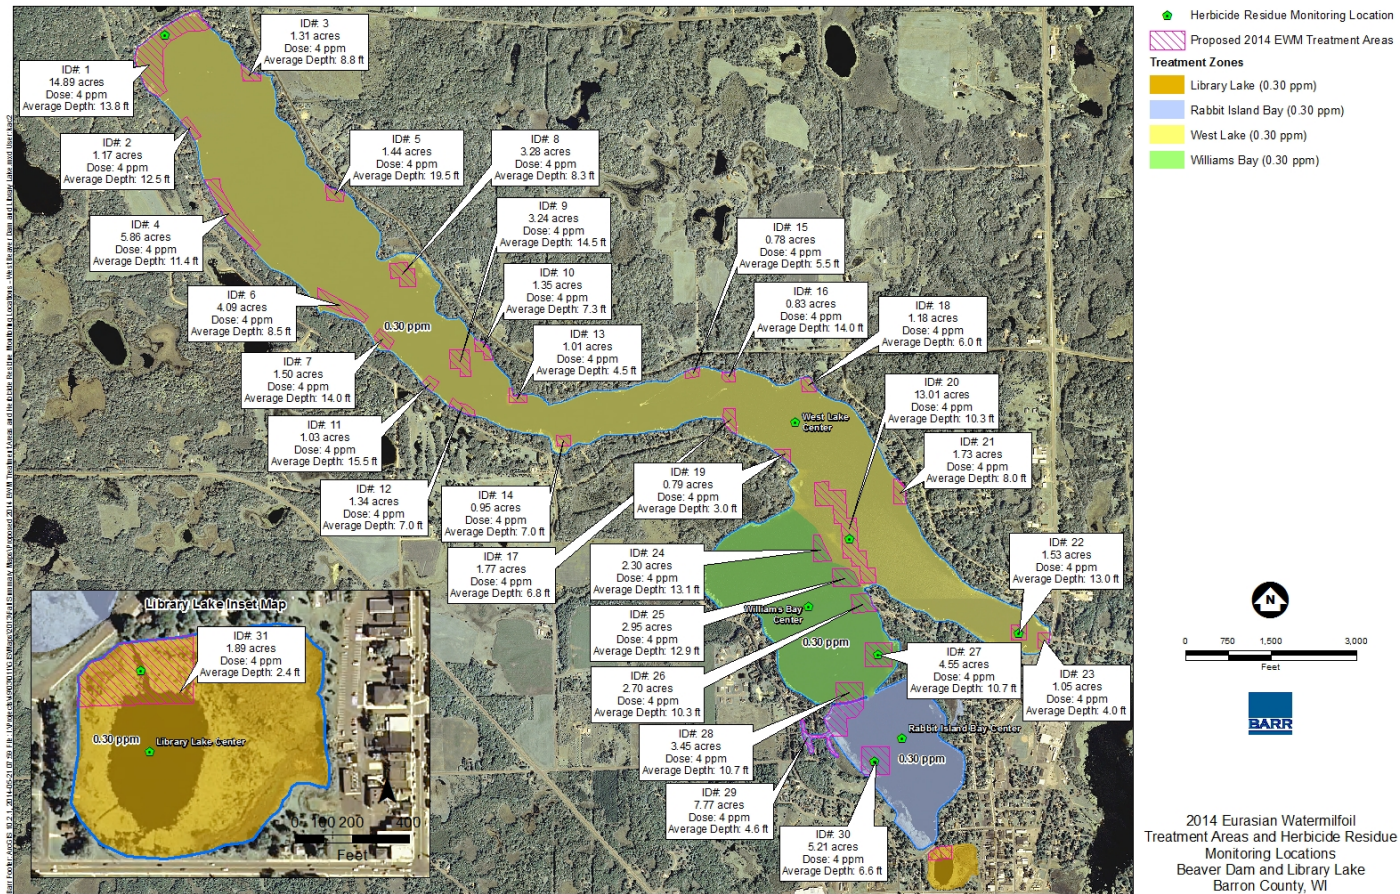 ID#: 3
1.31 acres
Dose: 4 ppm
Average Depth: 8.8 ft
ID#: 1
14.89 acres
Dose: 4 ppm
Average Depth: 13.8 ft
ID#: 2
1.17 acres
Dose: 4 ppm
Average Depth: 12.5 ft
ID#: 5
1.44 acres
Dose: 4 ppm
Average Depth: 19.5 ft
ID#: 8
3.28 acres
Dose: 4 ppm
Average Depth: 8.3 ft
ID#: 4
5.86 acres
Dose: 4 ppm
Average Depth: 11.4 ft
ID#: 9
3.24 acres
Dose: 4 ppm
Average Depth: 14.5 ft
ID#: 15
0.78 acres
Dose: 4 ppm
Average Depth: 5.5 ft
ID#: 10
1.35 acres
Dose: 4 ppm
Average Depth: 7.3 ft
ID#: 6
4.09 acres
Dose: 4 ppm
Average Depth: 8.5 ft
0.30 ppm
ID#: 16
0.83 acres
Dose: 4 ppm
Average Depth: 14.0 ft
ID#: 18
1.18 acres
Dose: 4 ppm
Average Depth: 6.0 ft
ID#: 13
1.01 acres
Dose: 4 ppm
Average Depth: 4.5 ft
ID#: 7
1.50 acres
Dose: 4 ppm
Average Depth: 14.0 ft
ID#: 20
13.01 acres
Dose: 4 ppm
Average Depth: 10.3 ft
West Lake
Center
ID#: 11
1.03 acres
Dose: 4 ppm
Average Depth: 15.5 ft
ID#: 21
1.73 acres
Dose: 4 ppm
Average Depth: 8.0 ft
ID#: 19
0.79 acres
Dose: 4 ppm
Average Depth: 3.0 ft
ID#: 12
1.34 acres
Dose: 4 ppm
Average Depth: 7.0 ft
ID#: 14
0.95 acres
Dose: 4 ppm
Average Depth: 7.0 ft
ID#: 17
1.77 acres
Dose: 4 ppm
Average Depth: 6.8 ft
ID#: 24
2.30 acres
Dose: 4 ppm
Average Depth: 13.1 ft
ID#: 22
1.53 acres
Dose: 4 ppm
Average Depth: 13.0 ft
ID#: 25
2.95 acres
Dose: 4 ppm
Average Depth: 12.9 ft
Williams Bay
Center
0.30 ppm
ID#: 26
2.70 acres
Dose: 4 ppm
Average Depth: 10.3 ft
ID#: 27
4.55 acres
Dose: 4 ppm
Average Depth: 10.7 ft
ID#: 23
1.05 acres
Dose: 4 ppm
Average Depth: 4.0 ft
ID#: 28
3.45 acres
Dose: 4 ppm
Average Depth: 10.7 ft
Rabbit Island Bay Center
0.30 ppm
ID#: 29
7.77 acres
Dose: 4 ppm
Average Depth: 4.6 ft
ID#: 30
5.21 acres
Dose: 4 ppm
Average Depth: 6.6 ft
Library Lake Inset Map
ID#: 31
1.89 acres
Dose: 4 ppm
Average Depth: 2.4 ft
0.30 ppm
Library Lake Center
0 100 200 400
Feet
Herbicide Residue Monitoring Location
Proposed 2014 EWM Treatment Areas
Treatment Zones
Library Lake (0.30 ppm)
Rabbit Island Bay (0.30 ppm)
West Lake (0.30 ppm)
Williams Bay (0.30 ppm)
N
0 750 1,500 3,000
Feet
BARR
2014 Eurasian Watermilfoil
Treatment Areas and Herbicide Residue
Monitoring Locations
Beaver Dam and Library Lake
Barron County, WI